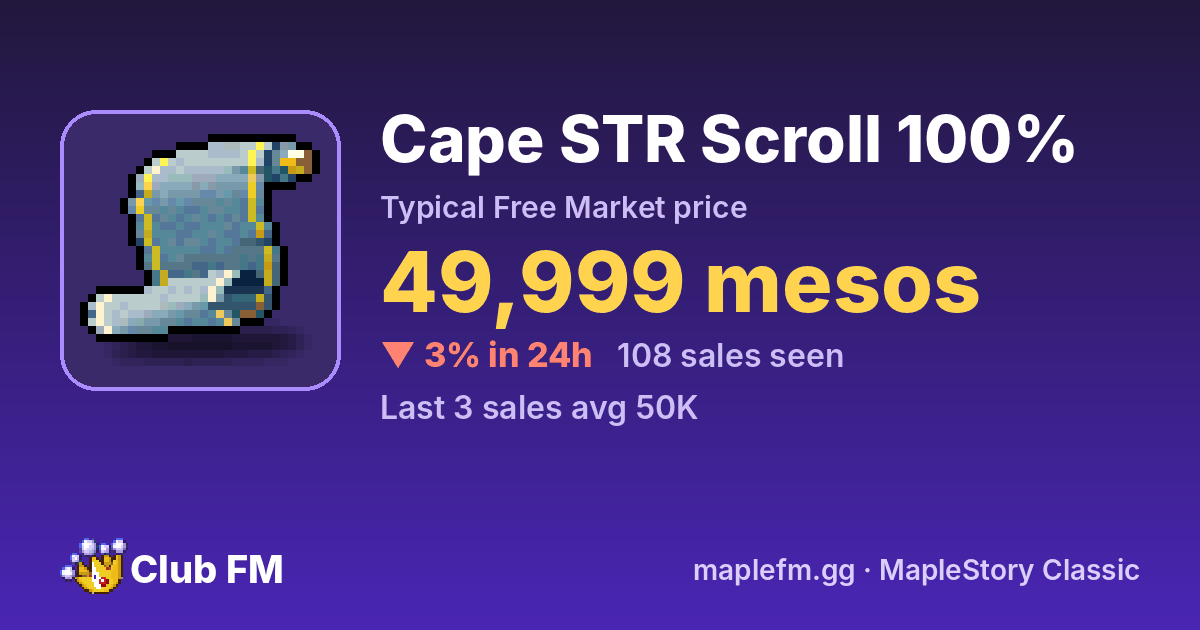 Cape STR Scroll 100%
Typical Free Market price
49,999 mesos
▼ 3% in 24h 108 sales seen
Last 3 sales avg 50K
Club FM
maplefm.gg · MapleStory Classic